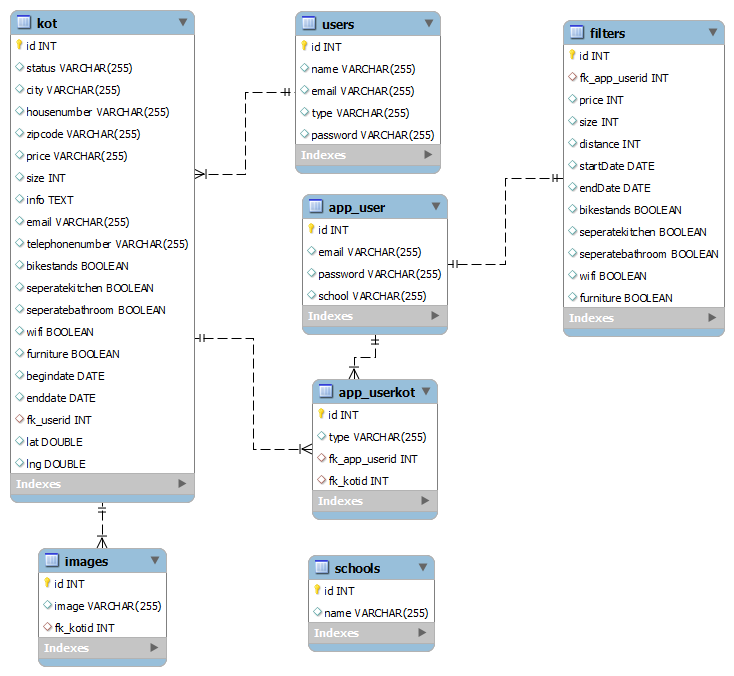 kot
id INT
status VARCHAR(255)
city VARCHAR(255)
housenumber VARCHAR(255)
zipcode VARCHAR(255)
price VARCHAR(255)
size INT
info TEXT
email VARCHAR(255)
telephonenumber VARCHAR(255)
bikestands BOOLEAN
seperatekitchen BOOLEAN
seperatebathroom BOOLEAN
wifi BOOLEAN
furniture BOOLEAN
begindate DATE
enddate DATE
fk_userid INT
lat DOUBLE
lng DOUBLE
Indexes
users
id INT
name VARCHAR(255)
email VARCHAR(255)
type VARCHAR(255)
password VARCHAR(255)
Indexes
filters
id INT
fk_app_userid INT
price INT
size INT
distance INT
startDate DATE
endDate DATE
bikestands BOOLEAN
seperatekitchen BOOLEAN
seperatebathroom BOOLEAN
wifi BOOLEAN
furniture BOOLEAN
Indexes
app_user
id INT
email VARCHAR(255)
password VARCHAR(255)
school VARCHAR(255)
Indexes
app_userkot
id INT
type VARCHAR(255)
fk_app_userid INT
fk_kotid INT
Indexes
images
id INT
image VARCHAR(255)
fk_kotid INT
Indexes
schools
id INT
name VARCHAR(255)
Indexes